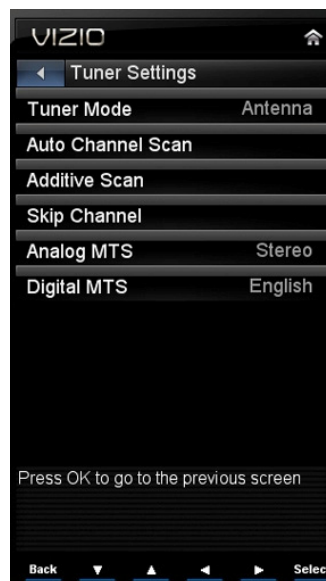 VIZIO
Tuner Settings
Tuner Mode Antenna
Auto Channel Scan
Additive Scan
Skip Channel
Analog MTS Stereo
Digital MTS English
Press OK to go to the previous screen
Back ▼ ▲ ◄ ► Selec